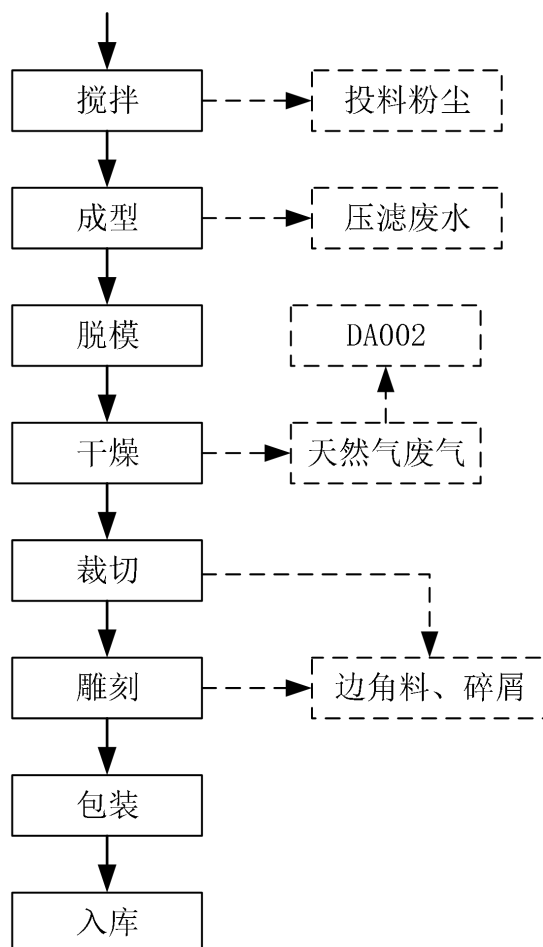 搅拌
投料粉尘
成型
压滤废水
脱模
DA002
干燥
天然气废气
裁切
雕刻
边角料、碎屑
包装
入库